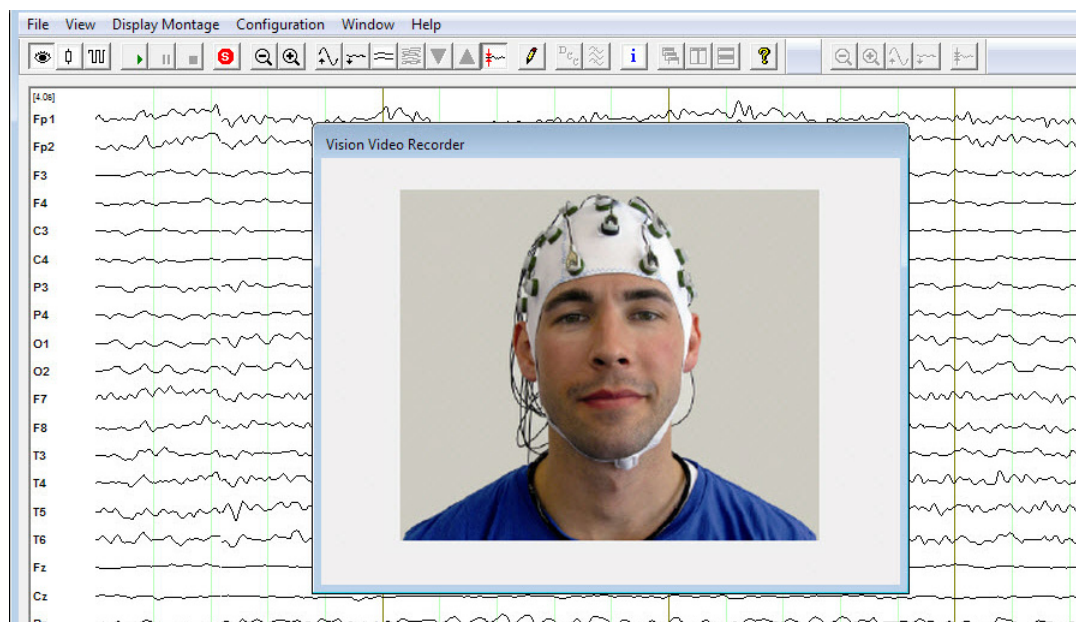 File View Display Montage Configuration Window Help
S i ?
[4.0s]
Fp1
Fp2
Vision Video Recorder
F3
F4
C3
C4
P3
P4
O1
O2
F7
F8
T3
T4
T5
T6
Fz
Cz